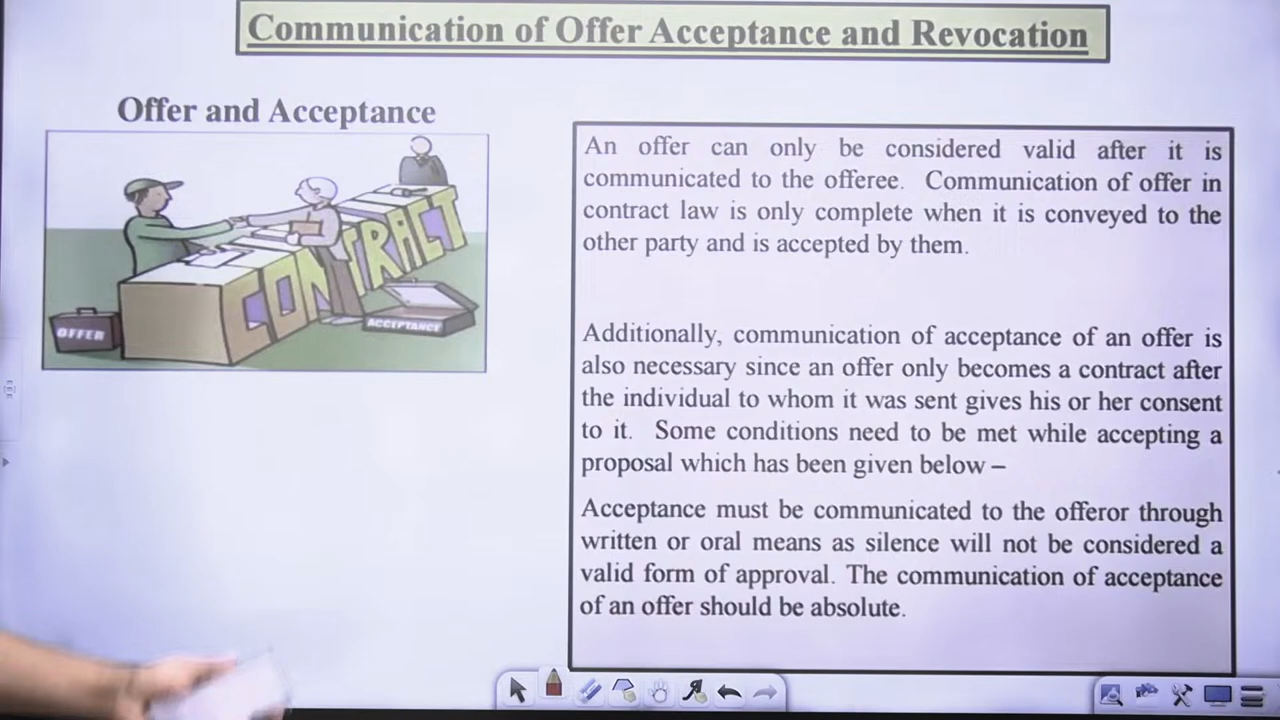 Communication of Offer Acceptance and Revocation
Offer and Acceptance
CONTRACT
OFFER
ACCEPTANCE
An offer can only be considered valid after it is
communicated to the offeree. Communication of offer in
contract law is only complete when it is conveyed to the
other party and is accepted by them.
Additionally, communication of acceptance of an offer is
also necessary since an offer only becomes a contract after
the individual to whom it was sent gives his or her consent
to it. Some conditions need to be met while accepting a
proposal which has been given below –
Acceptance must be communicated to the offeror through
written or oral means as silence will not be considered a
valid form of approval. The communication of acceptance
of an offer should be absolute.